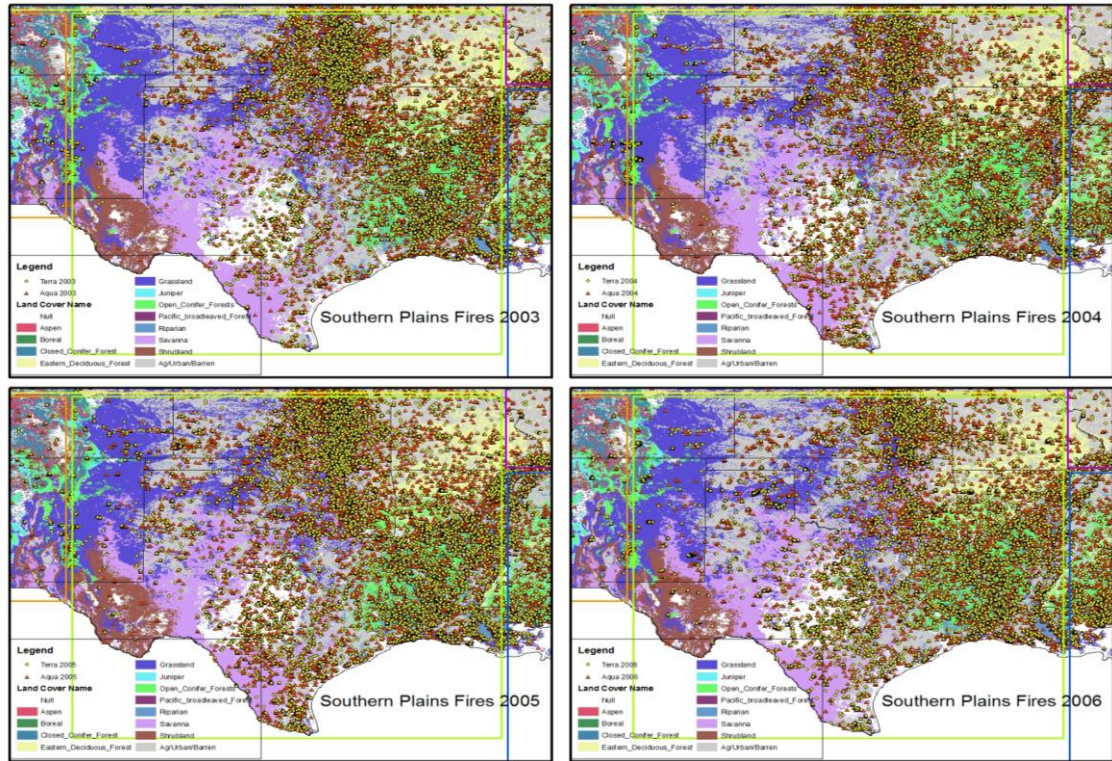 Southern Plains Fires 2003
Legend
Terra 2003
Aqua 2003
Land Cover Name
Null
Aspen
Boreal
Closed_Conifer_Forest
Eastern_Deciduous_Forest
Grassland
Juniper
Open_Conifer_Forests
Pacific_broadleaved_Forest
Riparian
Savanna
Shrubland
Ag/Urban/Barren
Southern Plains Fires 2004
Legend
Terra 2004
Aqua 2004
Land Cover Name
Null
Aspen
Boreal
Closed_Conifer_Forest
Eastern_Deciduous_Forest
Grassland
Juniper
Open_Conifer_Forests
Pacific_broadleaved_Forest
Riparian
Savanna
Shrubland
Ag/Urban/Barren
Southern Plains Fires 2005
Legend
Terra 2005
Aqua 2005
Land Cover Name
Null
Aspen
Boreal
Closed_Conifer_Forest
Eastern_Deciduous_Forest
Grassland
Juniper
Open_Conifer_Forests
Pacific_broadleaved_Forest
Riparian
Savanna
Shrubland
Ag/Urban/Barren
Southern Plains Fires 2006
Legend
Terra 2006
Aqua 2006
Land Cover Name
Null
Aspen
Boreal
Closed_Conifer_Forest
Eastern_Deciduous_Forest
Grassland
Juniper
Open_Conifer_Forests
Pacific_broadleaved_Forest
Riparian
Savanna
Shrubland
Ag/Urban/Barren